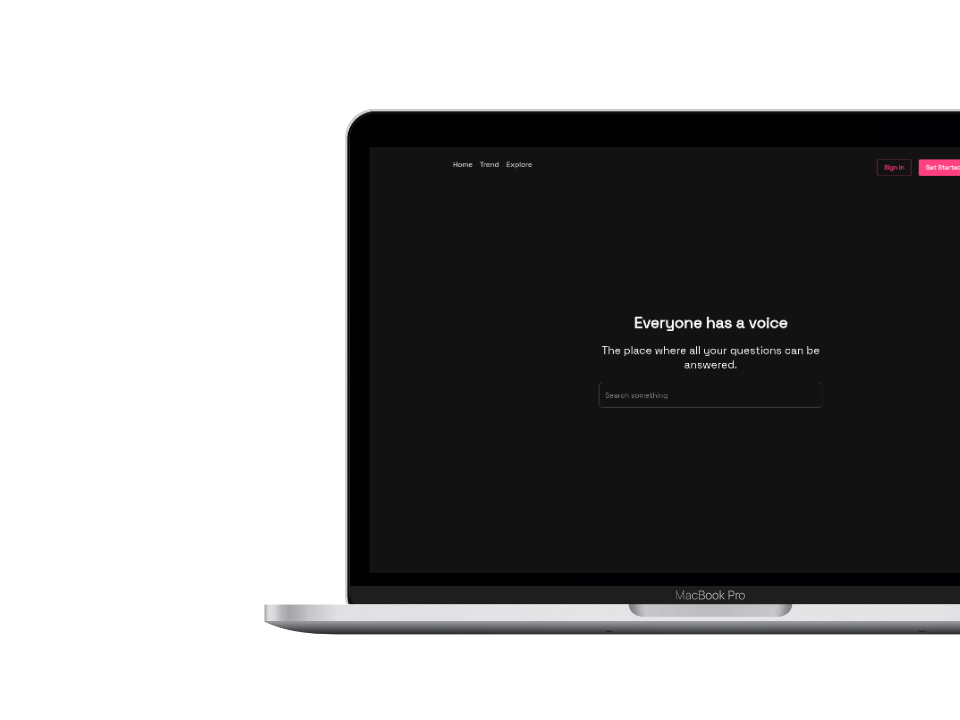 Home Trend Explore
Sign In
Get Started
Everyone has a voice
The place where all your questions can be
answered.
Search something
MacBook Pro